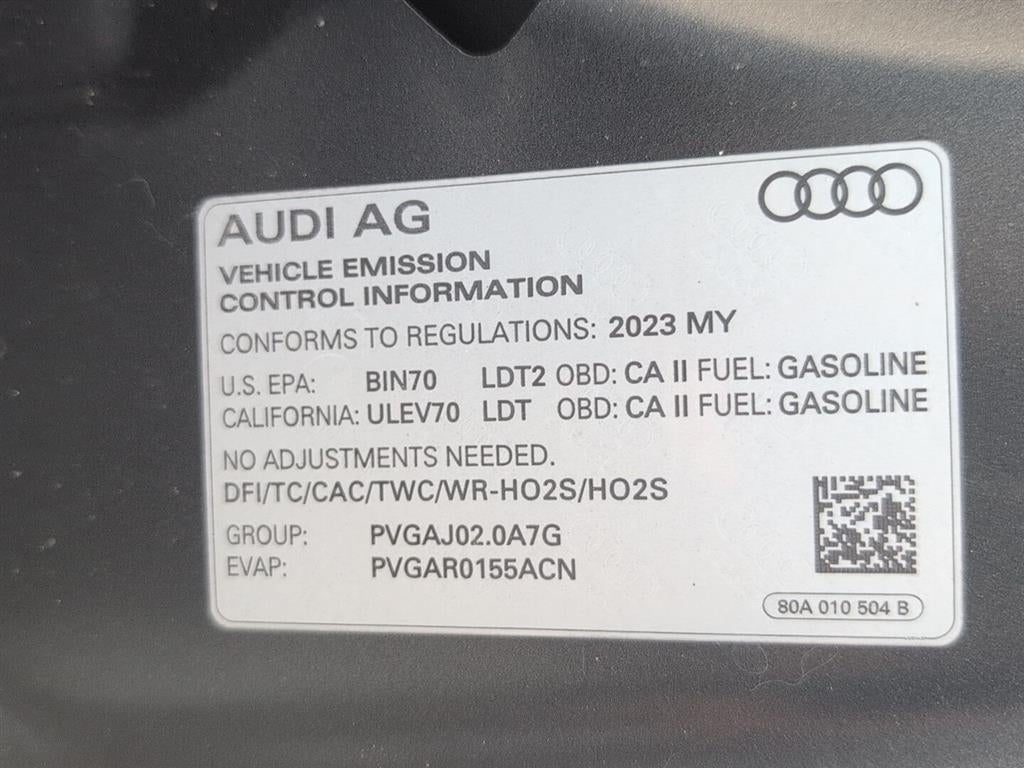 AUDI AG
VEHICLE EMISSION
CONTROL INFORMATION
CONFORMS TO REGULATIONS: 2023 MY
U.S. EPA: BIN70 LDT2 OBD: CA II FUEL: GASOLINE
CALIFORNIA: ULEV70 LDT OBD: CA II FUEL: GASOLINE
NO ADJUSTMENTS NEEDED.
DFI/TC/CAC/TWC/WR-HO2S/HO2S
GROUP: PVGAJ02.0A7G
EVAP: PVGAR0155ACN
80A 010 504 B